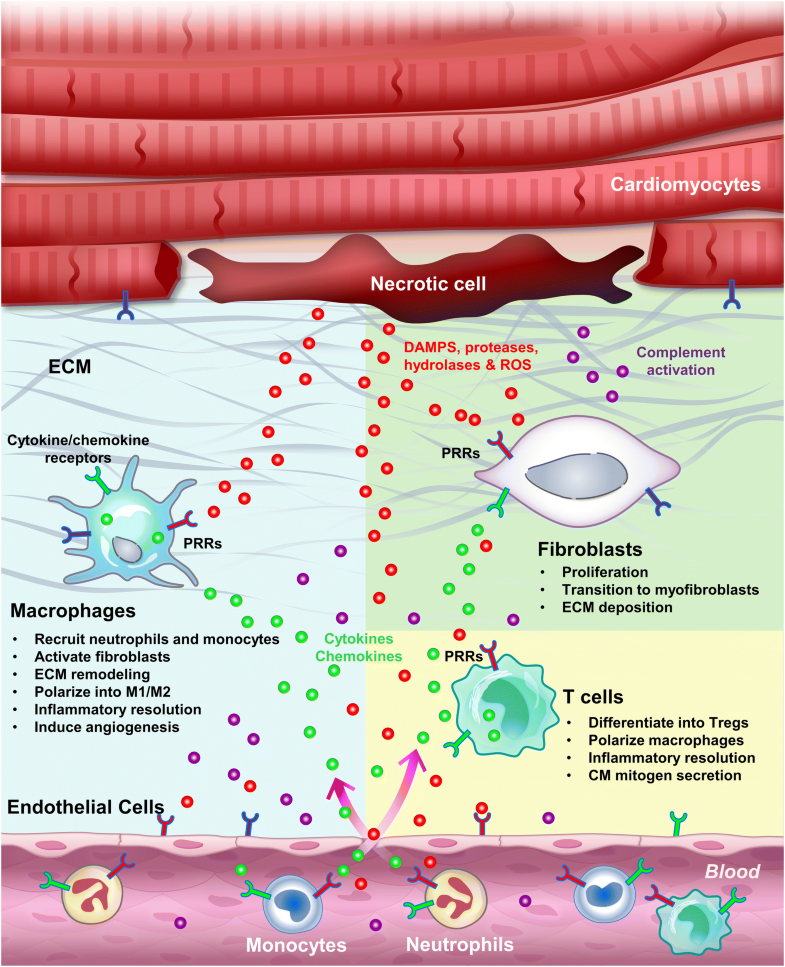 Cardiomyocytes
Necrotic cell
ECM
DAMPS, proteases,
hydrolases & ROS
Complement
activation
Cytokine/chemokine
receptors
PRRs
PRRs
Fibroblasts
• Proliferation
• Transition to myofibroblasts
• ECM deposition
Macrophages
• Recruit neutrophils and monocytes
• Activate fibroblasts
• ECM remodeling
• Polarize into M1/M2
• Inflammatory resolution
• Induce angiogenesis
Cytokines
Chemokines
PRRs
T cells
• Differentiate into Tregs
• Polarize macrophages
• Inflammatory resolution
• CM mitogen secretion
Endothelial Cells
Blood
Monocytes
Neutrophils